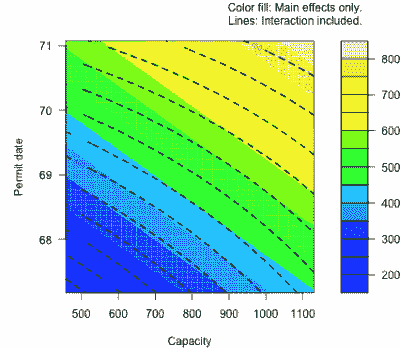 Color fill: Main effects only.
Lines: Interaction included.
71
70
69
68
Permit date
500 600 700 800 900 1000 1100
Capacity
800
700
600
500
400
300
200